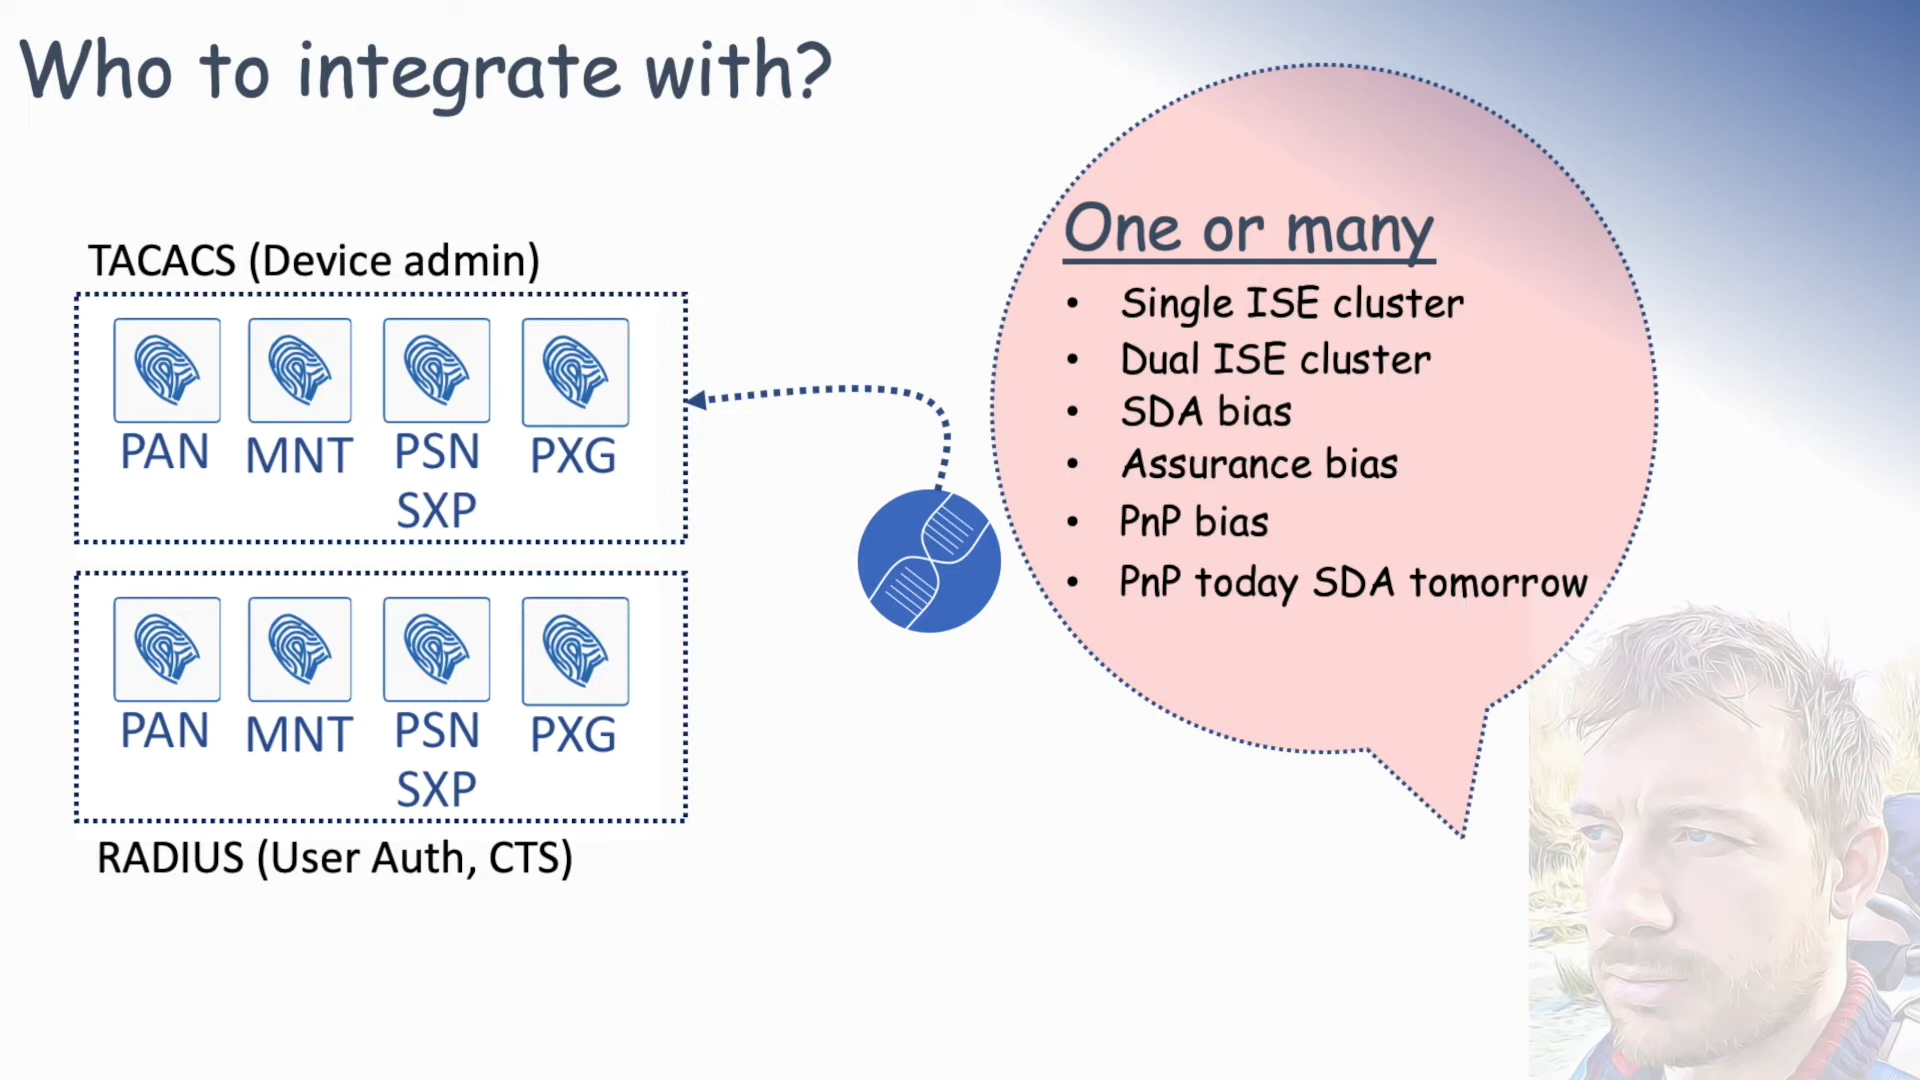 Who to integrate with?
TACACS (Device admin)
PAN MNT PSN PXG
SXP
PAN MNT PSN PXG
SXP
RADIUS (User Auth, CTS)
One or many
• Single ISE cluster
• Dual ISE cluster
• SDA bias
• Assurance bias
• PnP bias
• PnP today SDA tomorrow